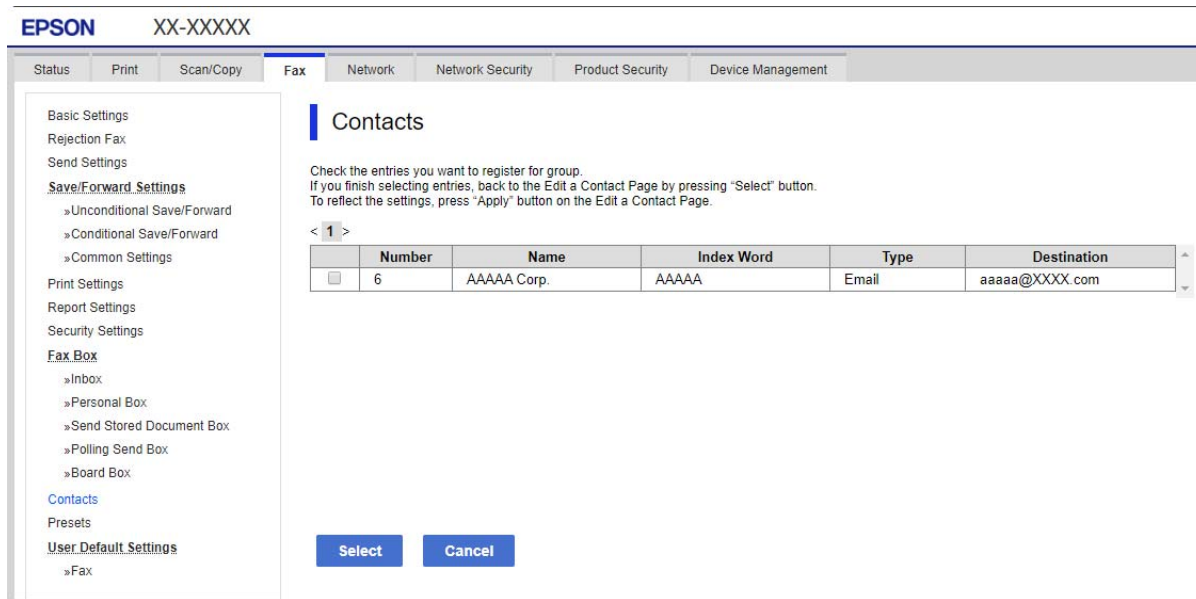 EPSON XX-XXXXX
Status Print Scan/Copy Fax Network Network Security Product Security Device Management
Basic Settings
Rejection Fax
Send Settings
Save/Forward Settings
»Unconditional Save/Forward
»Conditional Save/Forward
»Common Settings
Print Settings
Report Settings
Security Settings
Fax Box
»Inbox
»Personal Box
»Send Stored Document Box
»Polling Send Box
»Board Box
Contacts
Presets
User Default Settings
»Fax
Contacts
Check the entries you want to register for group.
If you finish selecting entries, back to the Edit a Contact Page by pressing “Select” button.
To reflect the settings, press “Apply” button on the Edit a Contact Page.
< 1 >
Number Name Index Word Type Destination
6 AAAAA Corp. AAAAA Email aaaaa@XXXX.com
Select Cancel